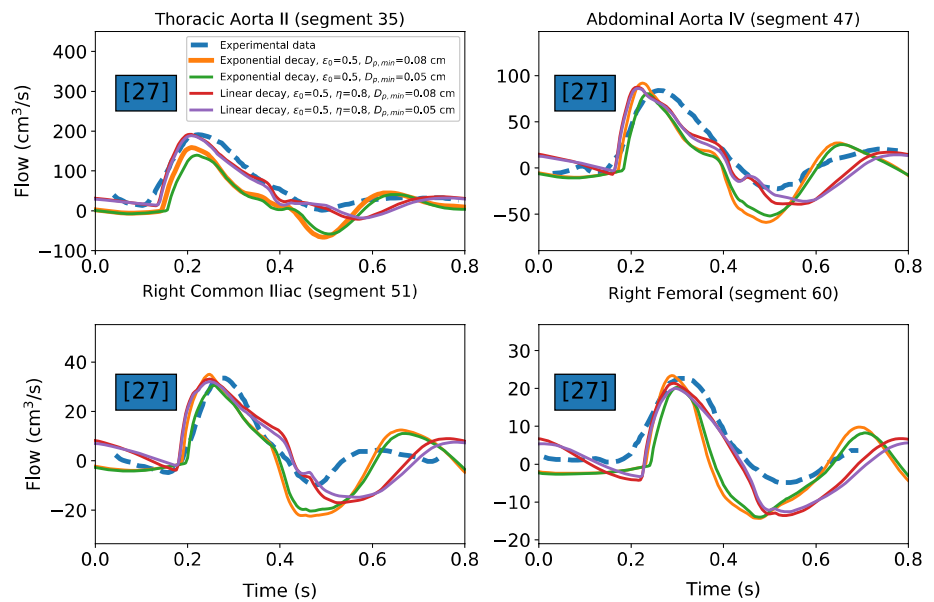 Thoracic Aorta II (segment 35)
Abdominal Aorta IV (segment 47)
400
300
200
100
0
−100
Flow (cm³/s)
[27]
Experimental data
Exponential decay, ε₀=0.5, Dₚ,ₘᵢₙ=0.08 cm
Exponential decay, ε₀=0.5, Dₚ,ₘᵢₙ=0.05 cm
Linear decay, ε₀=0.5, η=0.8, Dₚ,ₘᵢₙ=0.08 cm
Linear decay, ε₀=0.5, η=0.8, Dₚ,ₘᵢₙ=0.05 cm
0.0 0.2 0.4 0.6 0.8
100
50
0
−50
[27]
0.0 0.2 0.4 0.6 0.8
Right Common Iliac (segment 51)
Right Femoral (segment 60)
40
20
0
−20
Flow (cm³/s)
[27]
0.0 0.2 0.4 0.6 0.8
Time (s)
30
20
10
0
−10
−20
[27]
0.0 0.2 0.4 0.6 0.8
Time (s)